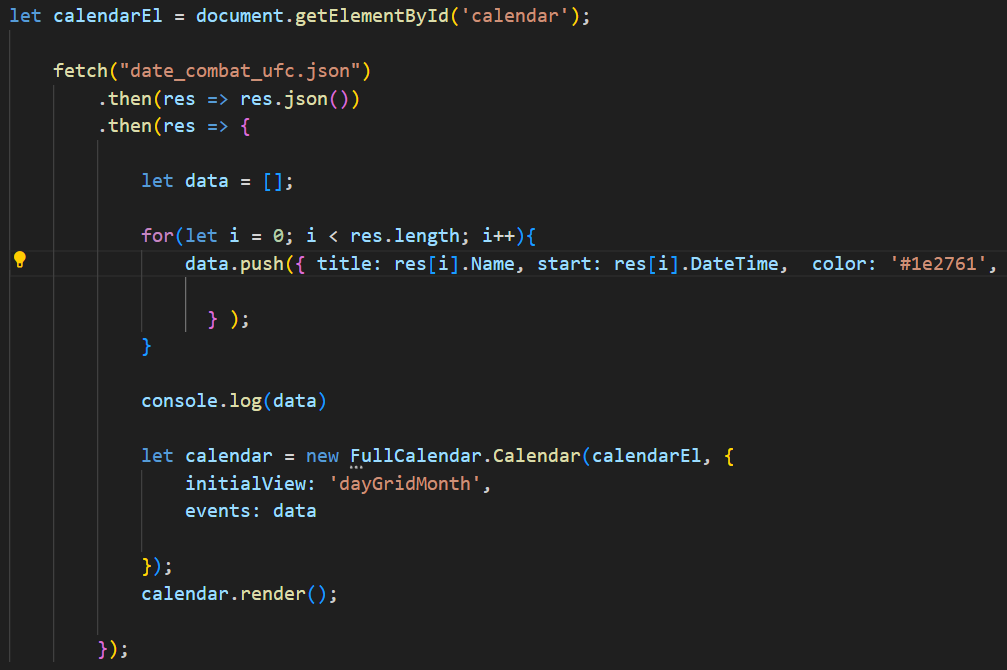 let calendarEl = document.getElementById('calendar');
fetch("date_combat_ufc.json")
.then(res => res.json())
.then(res => {
let data = [];
for(let i = 0; i < res.length; i++){
data.push({ title: res[i].Name, start: res[i].DateTime,  color: '#1e2761',
} );
}
console.log(data)
let calendar = new FullCalendar.Calendar(calendarEl, {
initialView: 'dayGridMonth',
events: data
});
calendar.render();
});